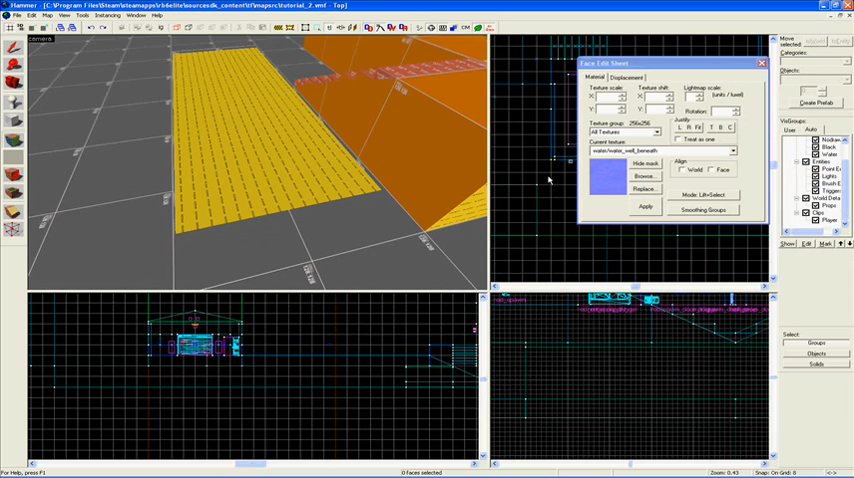 Hammer - [C:\Program Files\Steam\steamapps\rb6elite\sourcesdk_content\tf\mapsrc\tutorial_2.vmf - Top]
File Edit Map View Tools Instancing Window Help
camera
Move selected:
toWorld toEntity
Categories:
Objects:
Create Prefab
VisGroups:
User Auto
Nodraw
Black
Water
Entities
Point E
Lights
Brush E
Triggers
World Detai
Props
Clips
Player
Show Edit Mark
Select:
Groups
Objects
Solids
Face Edit Sheet
Material Displacement
Texture scale: Texture shift: Lightmap scale:
X: X: (units / luxel)
Y: Y: Rotation:
Texture group: 256x256 Justify
All Textures L R Fit T B C
Current texture: Treat as one
water/water_well_beneath
Hide mask Align
Browse... World Face
Replace... Mode: Lift+Select
Apply Smoothing Groups
For Help, press F1
0 faces selected
Zoom: 0.43
Snap: On Grid: 8